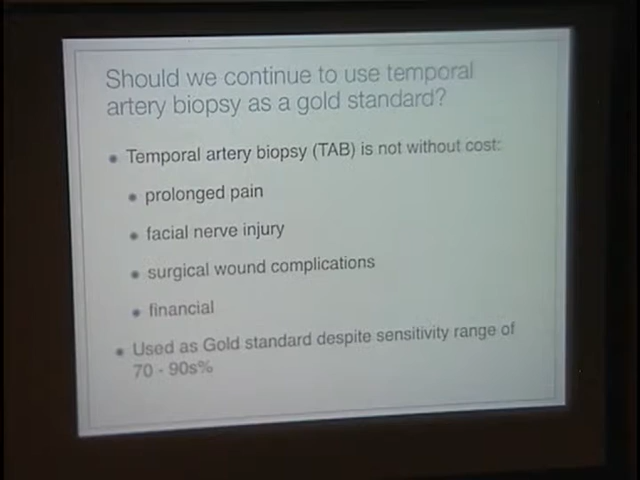 Should we continue to use temporal
artery biopsy as a gold standard?
• Temporal artery biopsy (TAB) is not without cost:
• prolonged pain
• facial nerve injury
• surgical wound complications
• financial
• Used as Gold standard despite sensitivity range of
70 - 90s%